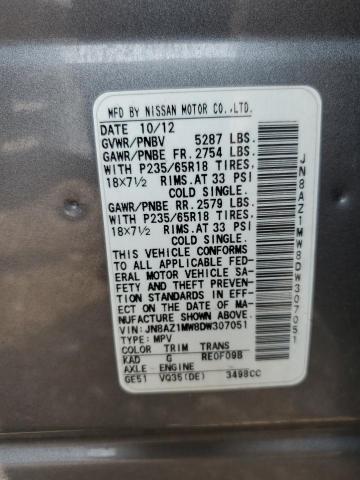 MFD BY NISSAN MOTOR CO.,LTD.
DATE 10/12
GVWR/PNBV 5287 LBS.
GAWR/PNBE FR. 2754 LBS.
WITH P235/65R18 TIRES,
18X7½ RIMS.AT 33 PSI
COLD SINGLE.
GAWR/PNBE RR. 2579 LBS.
WITH P235/65R18 TIRES,
18X7½ RIMS.AT 33 PSI
COLD SINGLE.
THIS VEHICLE CONFORMS
TO ALL APPLICABLE FED-
ERAL MOTOR VEHICLE SA-
FETY AND THEFT PREVEN-
TION STANDARDS IN EFF-
ECT ON THE DATE OF MA-
NUFACTURE SHOWN ABOVE.
VIN: JN8AZ1MW8DW307051
TYPE: MPV
COLOR TRIM TRANS
KAD G RE0F09B
AXLE ENGINE
GE51 VQ35(DE) 3498CC
JN8AZ1MW8DW307051